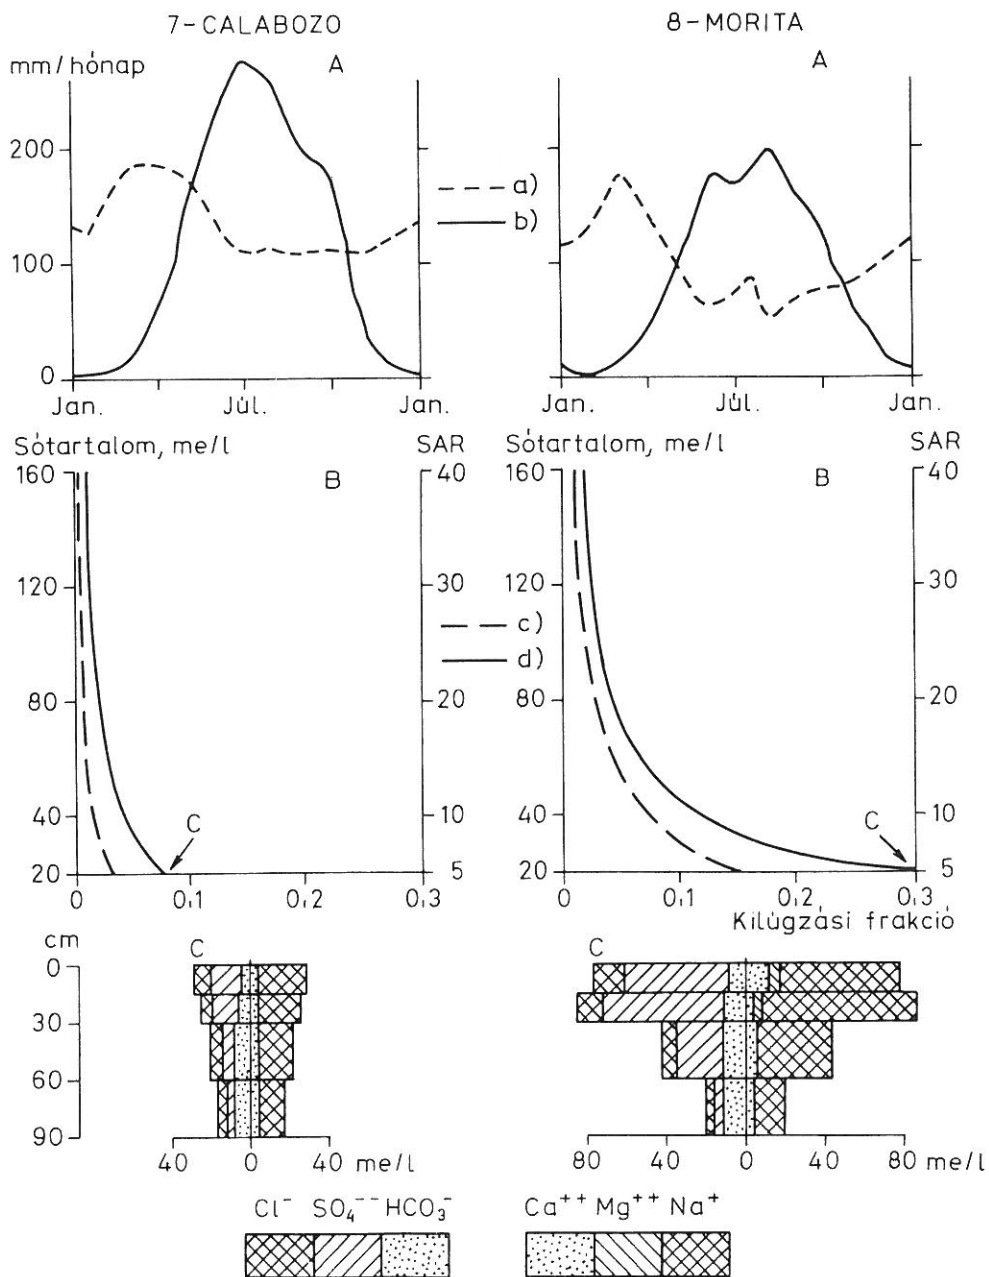 7-CALABOZO
8-MORITA
mm/hónap
A
A
200
100
0
a)
b)
Jan.
Júl.
Jan.
Jan.
Júl.
Jan.
Sótartalom, me/l
SAR
Sótartalom, me/l
SAR
160
B
40
160
B
40
120
30
120
30
c)
d)
80
20
80
20
40
C
10
40
C
10
20
5
20
5
0
0,1
0,2
0,3
0
0,1
0,2
0,3
Kilúgzási frakció
cm
C
C
0
30
60
90
40
0
40
me/l
80
40
0
40
80
me/l
Cl⁻ SO₄⁻⁻ HCO₃⁻
Ca⁺⁺ Mg⁺⁺ Na⁺